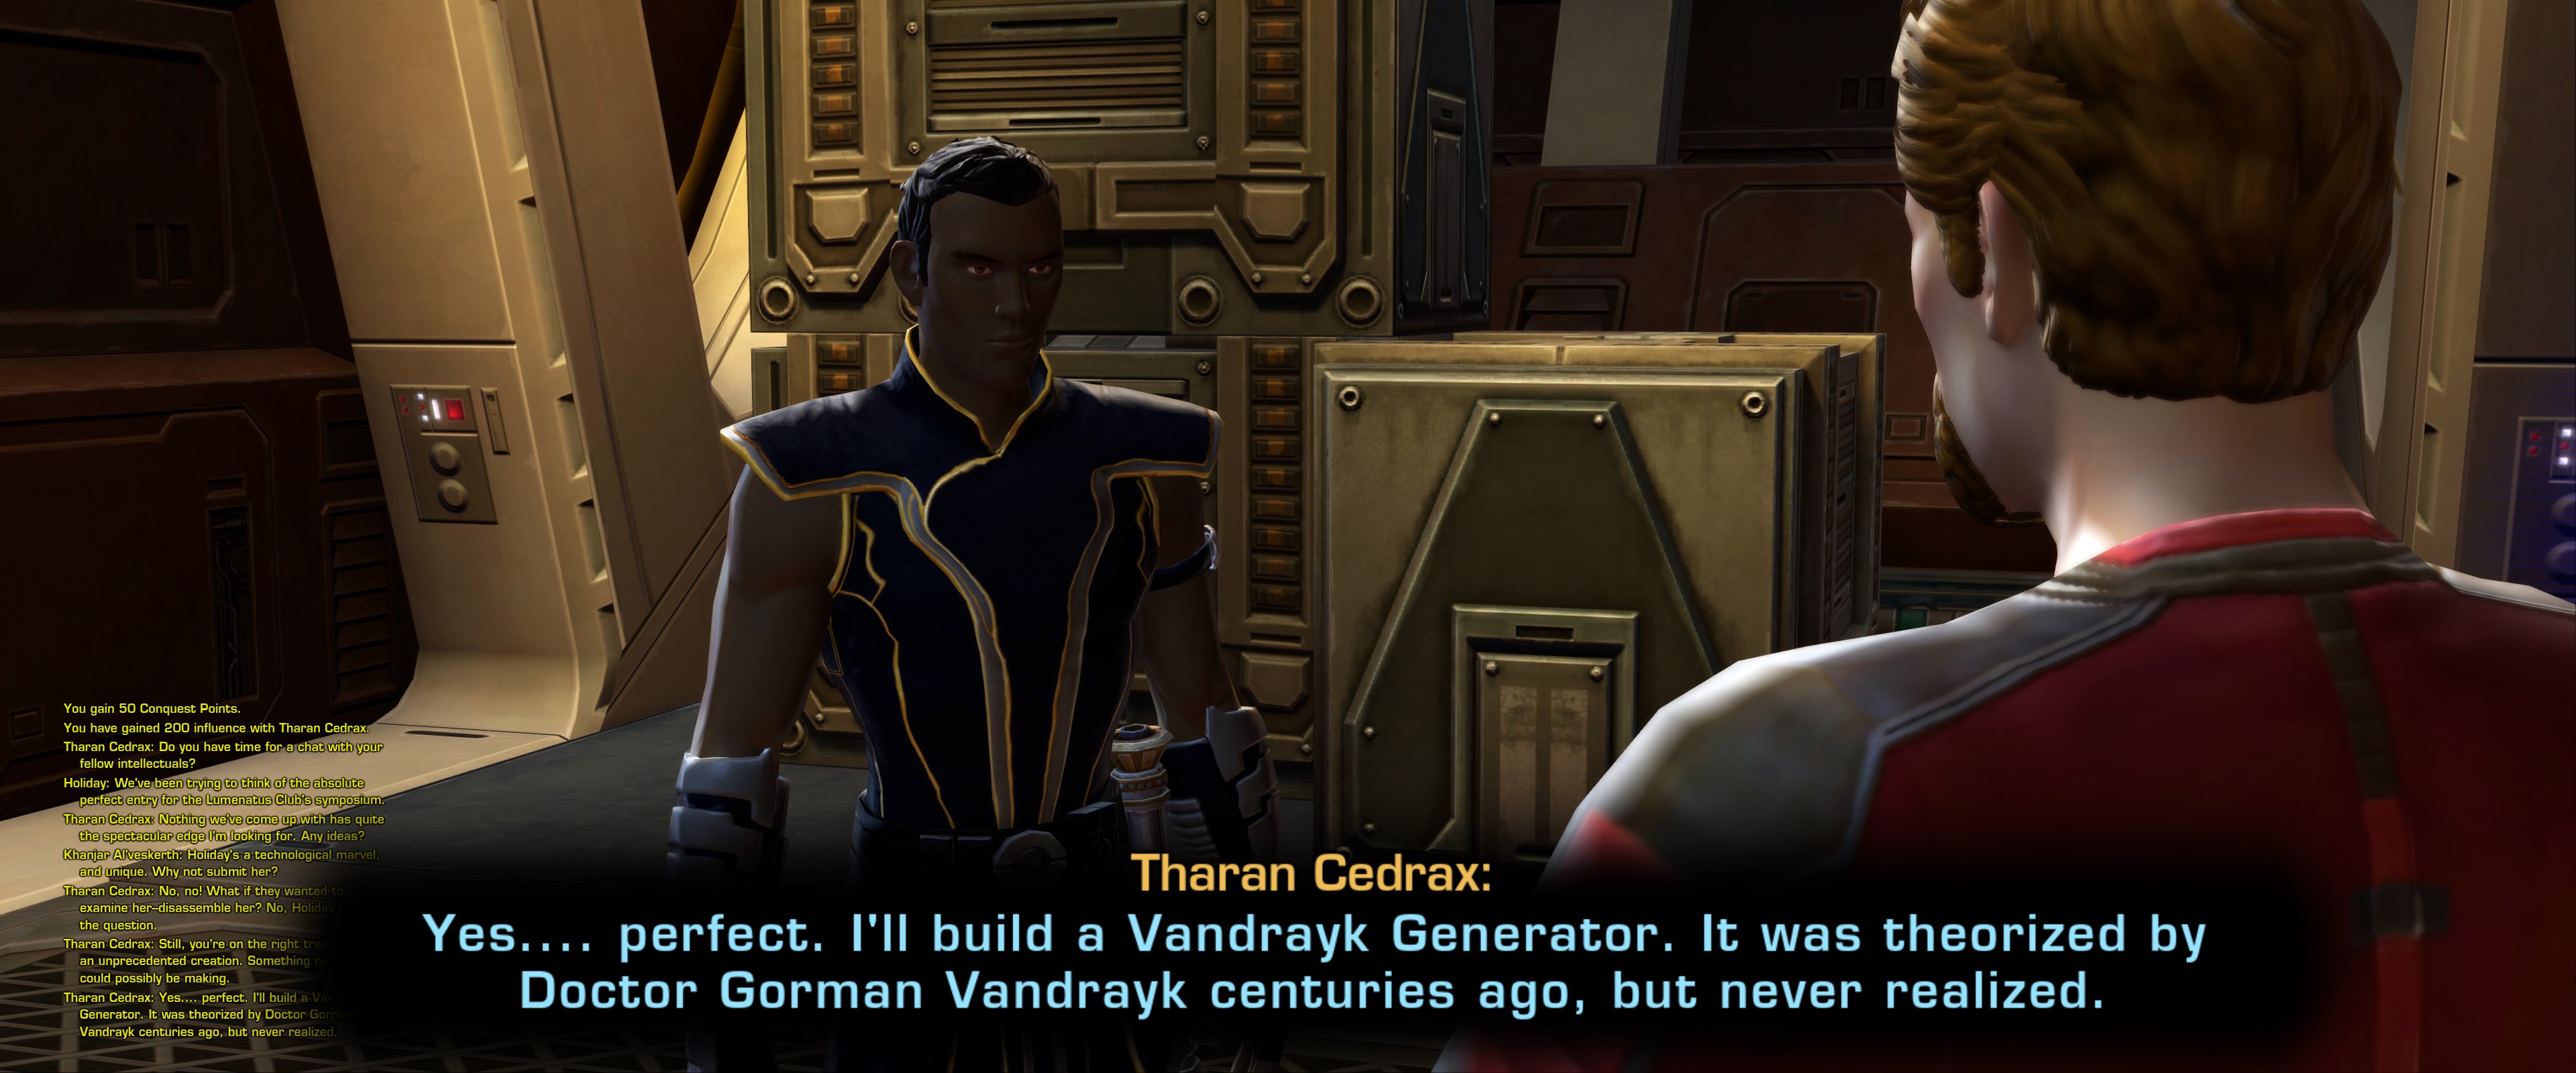 You gain 50 Conquest Points.
You have gained 200 influence with Tharan Cedrax.
Tharan Cedrax: Do you have time for a chat with your
fellow intellectuals?
Holiday: We've been trying to think of the absolute
perfect entry for the Lumenatus Club's symposium.
Tharan Cedrax: Nothing we've come up with has quite
the spectacular edge I'm looking for. Any ideas?
Khanjar Al'veskerth: Holiday's a technological marvel,
and unique. Why not submit her?
Tharan Cedrax: No, no! What if they wanted to
examine her–disassemble her? No, Holiday's
the question.
Tharan Cedrax: Still, you're on the right
an unprecedented creation. Something
could possibly be making.
Tharan Cedrax: Yes.... perfect. I'll build a
Generator. It was theorized by Doctor
Vandrayk centuries ago, but never realized.
Tharan Cedrax:
Yes.... perfect. I'll build a Vandrayk Generator. It was theorized by
Doctor Gorman Vandrayk centuries ago, but never realized.